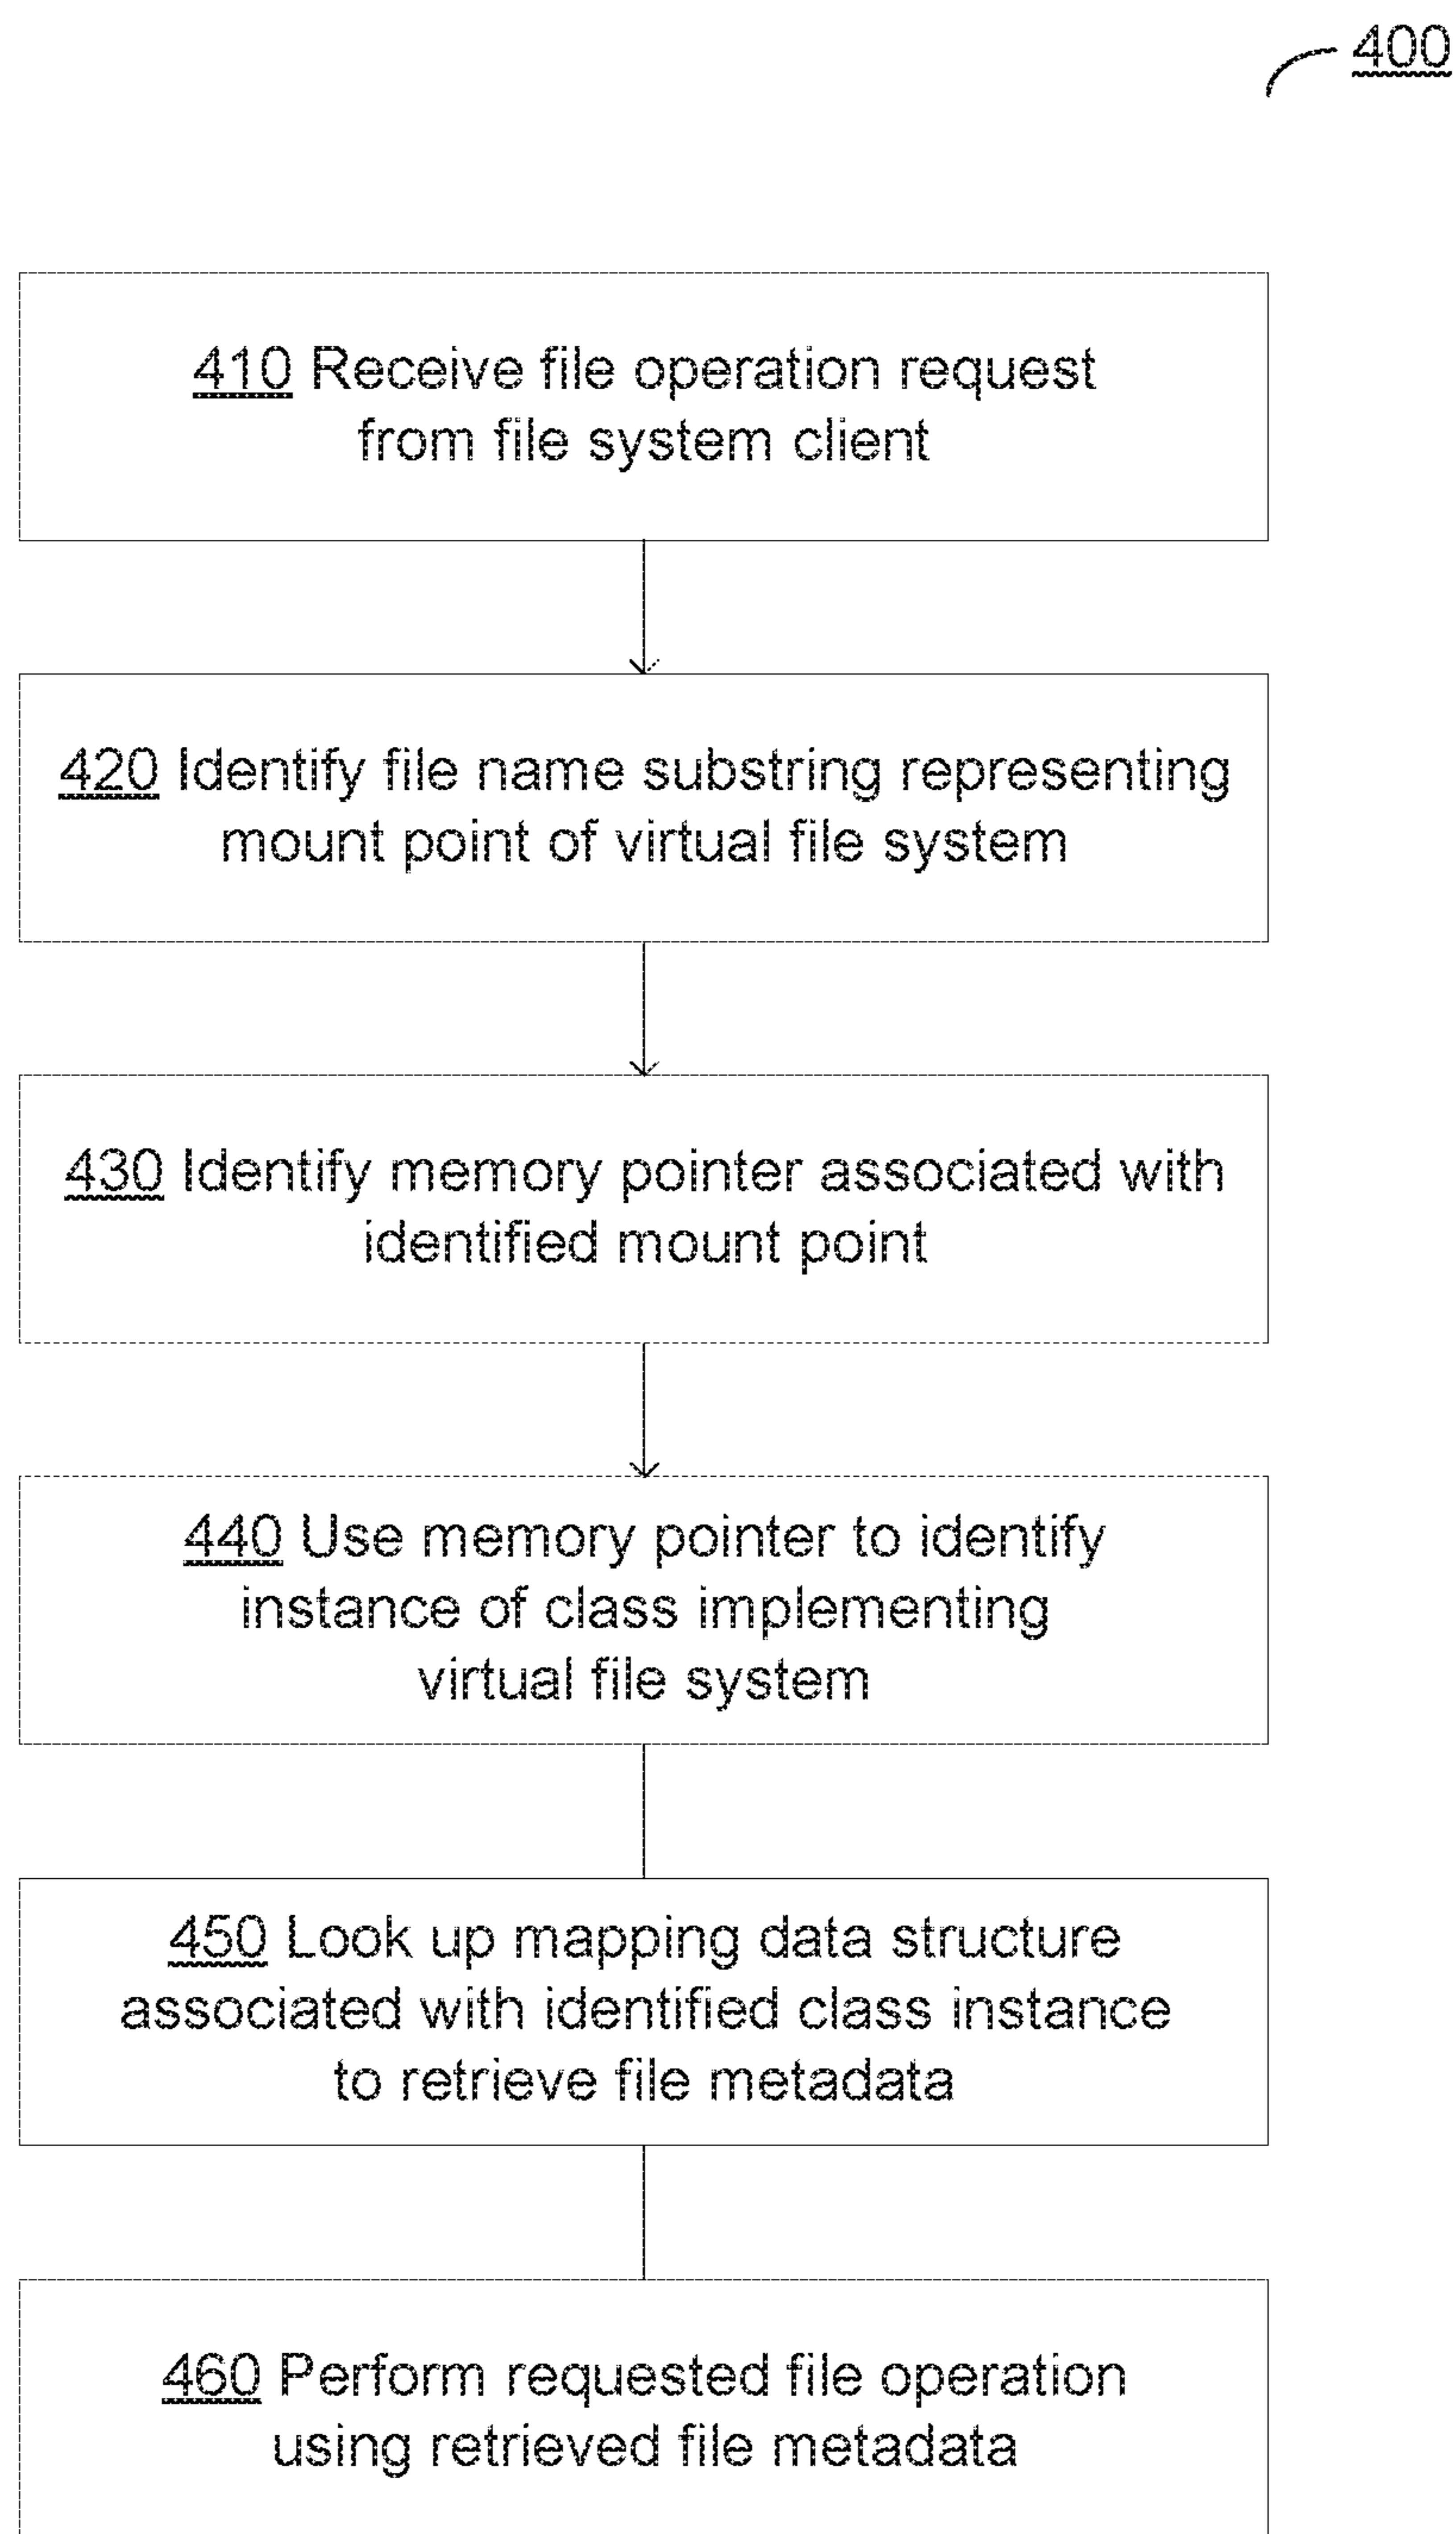 400
410 Receive file operation request
from file system client
420 Identify file name substring representing
mount point of virtual file system
430 Identify memory pointer associated with
identified mount point
440 Use memory pointer to identify
instance of class implementing
virtual file system
450 Look up mapping data structure
associated with identified class instance
to retrieve file metadata
460 Perform requested file operation
using retrieved file metadata